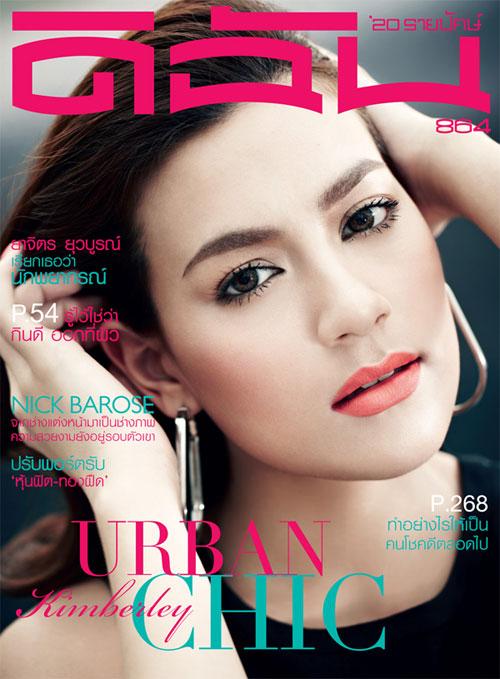 '20 รายปักษ์
ดิฉัน
864
ยาจิตร ยุวบูรณ์
เรียกเธอว่า
นักพยากรณ์
P.54 รู้ไว้ใช่ว่า
กินดี ออกที่ผิว
NICK BAROSE
จากช่างแต่งหน้ามาเป็นช่างภาพ
ความสวยงามยังอยู่รอบตัวเขา
ปรับพอร์ตรับ
'หุ้นฟิต-ทองฟืด'
P.268
ทำอย่างไรให้เป็น
คนโชคดีตลอดไป
URBAN
Kimberley
CHIC